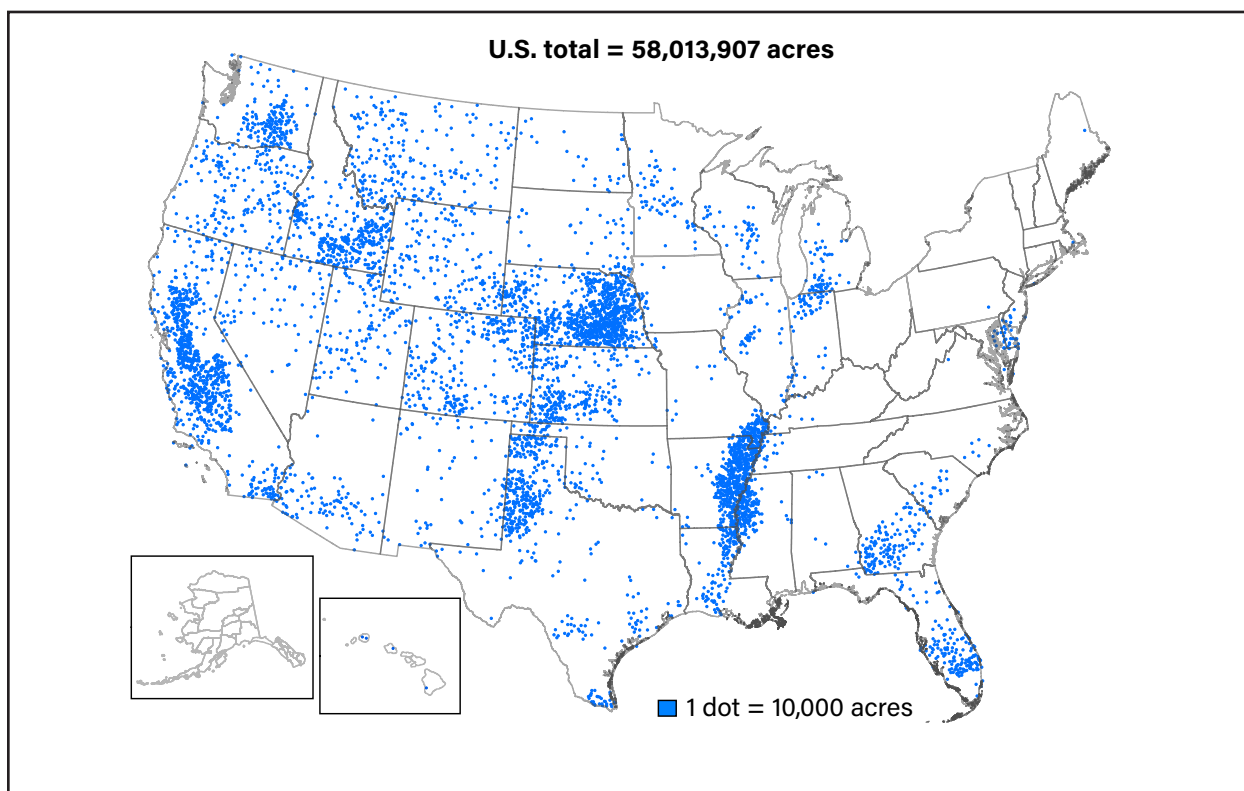 U.S. total = 58,013,907 acres
1 dot = 10,000 acres